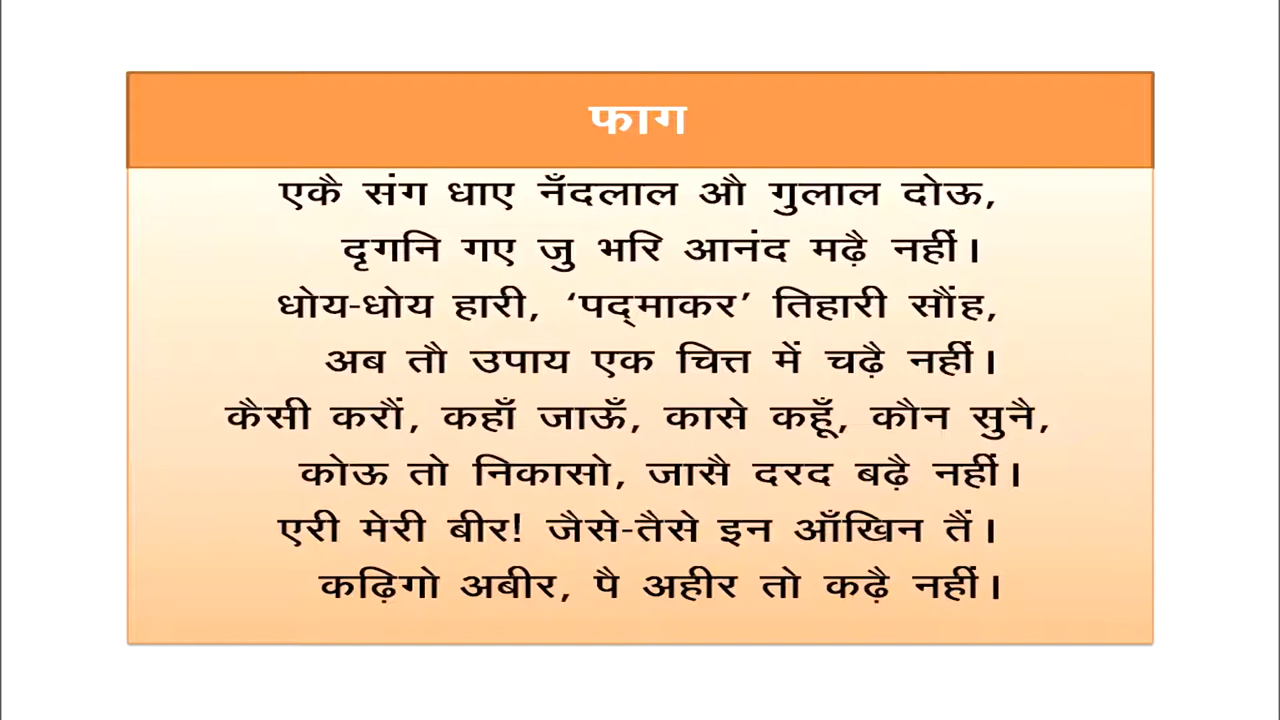 फाग
एकै संग धाए नँदलाल औ गुलाल दोऊ,
दृगनि गए जु भरि आनंद मढ़ै नहीं।
धोय-धोय हारी, ‘पद्‌माकर’ तिहारी सौंह,
अब तौ उपाय एक चित्त में चढ़ै नहीं।
कैसी करौं, कहाँ जाऊँ, कासे कहूँ, कौन सुनै,
कोऊ तो निकासो, जासै दरद बढ़ै नहीं।
एरी मेरी बीर! जैसे-तैसे इन आँखिन तैं।
कढ़िगो अबीर, पै अहीर तो कढ़ै नहीं।